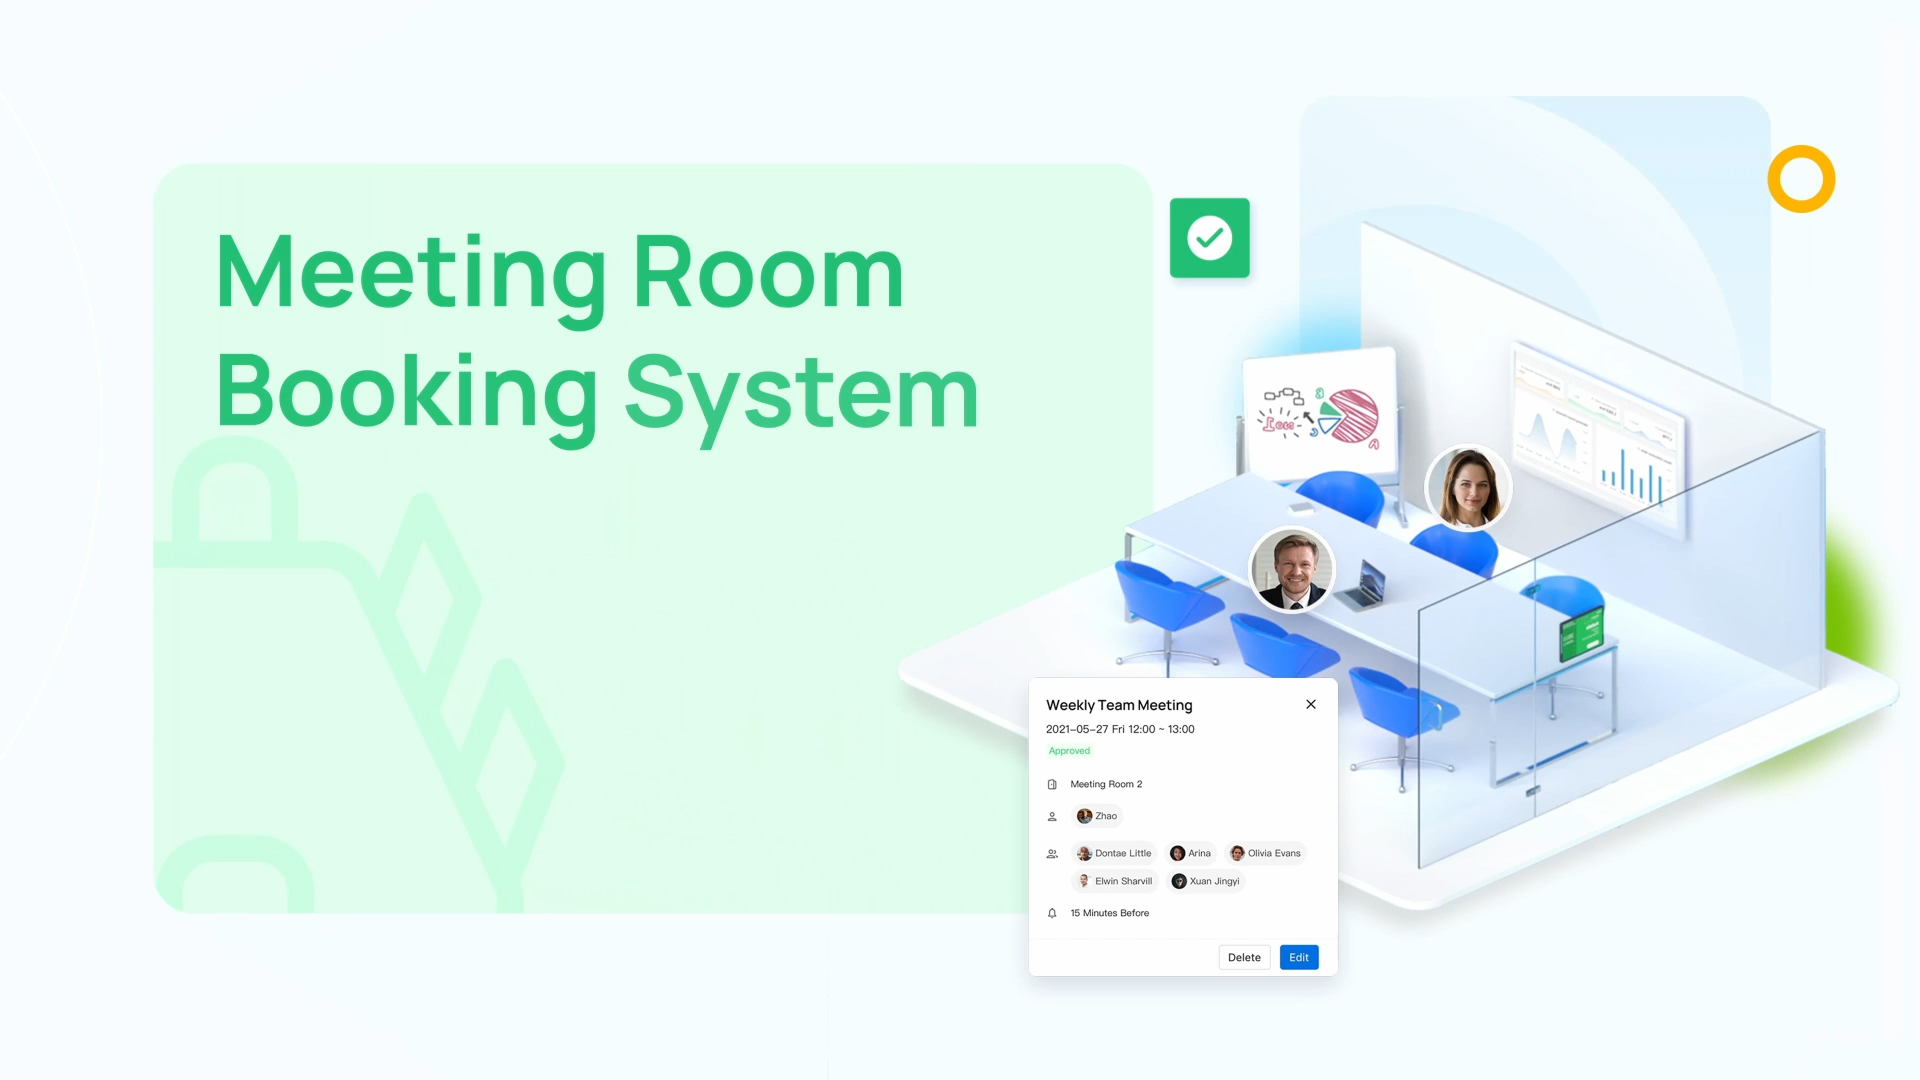 Meeting Room
Booking System
Weekly Team Meeting
2021-05-27 Fri 12:00 ~ 13:00
Approved
Meeting Room 2
Zhao
Dontae Little
Arina
Olivia Evans
Elwin Sharvill
Xuan Jingyi
15 Minutes Before
Delete
Edit